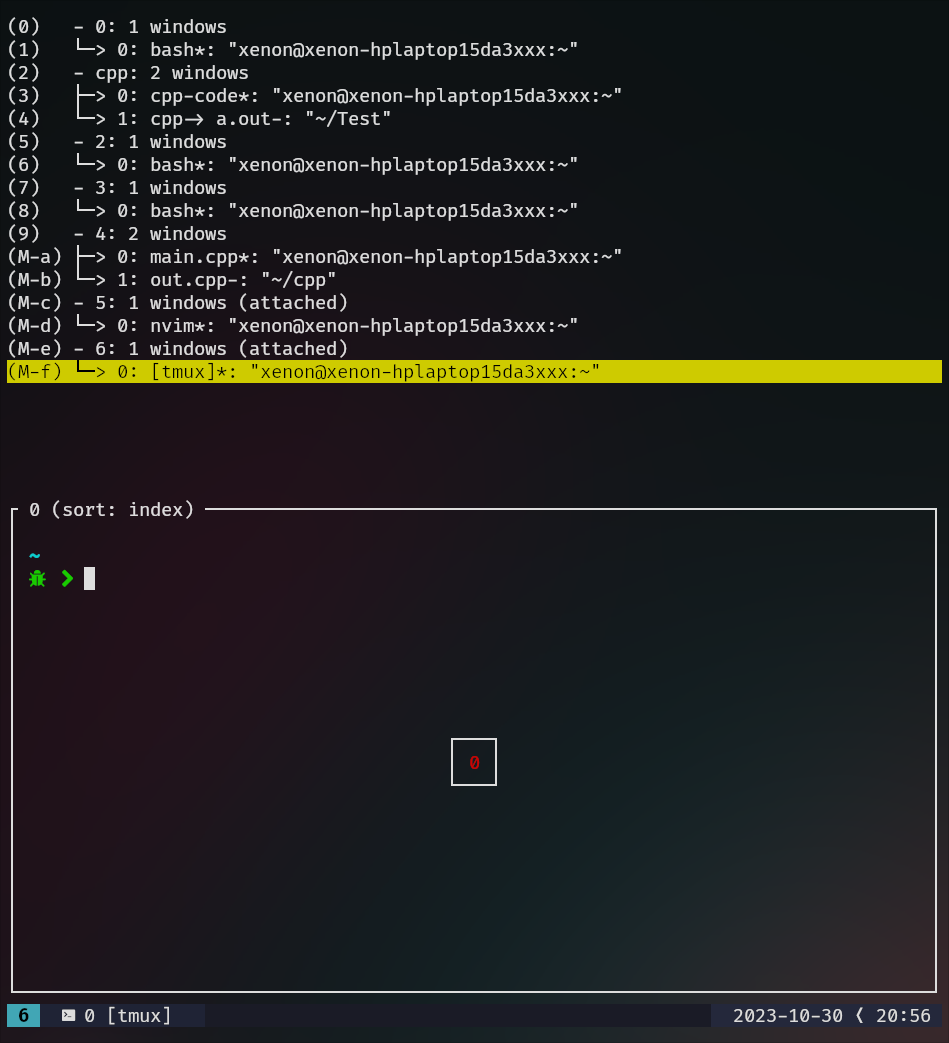 (0)   - 0: 1 windows
(1)   └─> 0: bash*: "xenon@xenon-hplaptop15da3xxx:~"
(2)   - cpp: 2 windows
(3)   ├─> 0: cpp-code*: "xenon@xenon-hplaptop15da3xxx:~"
(4)   └─> 1: cpp-> a.out-: "~/Test"
(5)   - 2: 1 windows
(6)   └─> 0: bash*: "xenon@xenon-hplaptop15da3xxx:~"
(7)   - 3: 1 windows
(8)   └─> 0: bash*: "xenon@xenon-hplaptop15da3xxx:~"
(9)   - 4: 2 windows
(M-a) ├─> 0: main.cpp*: "xenon@xenon-hplaptop15da3xxx:~"
(M-b) └─> 1: out.cpp-: "~/cpp"
(M-c) - 5: 1 windows (attached)
(M-d) └─> 0: nvim*: "xenon@xenon-hplaptop15da3xxx:~"
(M-e) - 6: 1 windows (attached)
(M-f) └─> 0: [tmux]*: "xenon@xenon-hplaptop15da3xxx:~"
0 (sort: index)
~
❯
0
6 0 [tmux] 2023-10-30 ❬ 20:56